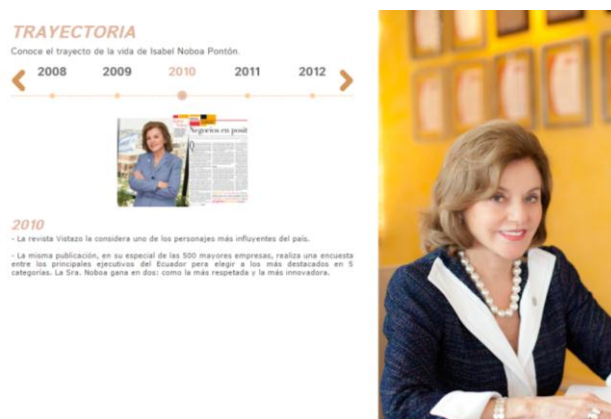 TRAYECTORIA
Conoce el trayecto de la vida de Isabel Noboa Pontón.
2008 2009 2010 2011 2012
Negocios en posit
2010
- La revista Vistazo la considera uno de los personajes más influyentes del país.
- La misma publicación, en su especial de las 500 mayores empresas, realiza una encuesta
entre los principales ejecutivos del Ecuador pera elegir a los más destacados en 5
categorías. La Sra. Noboa gana en dos: como la más respetada y la más innovadora.